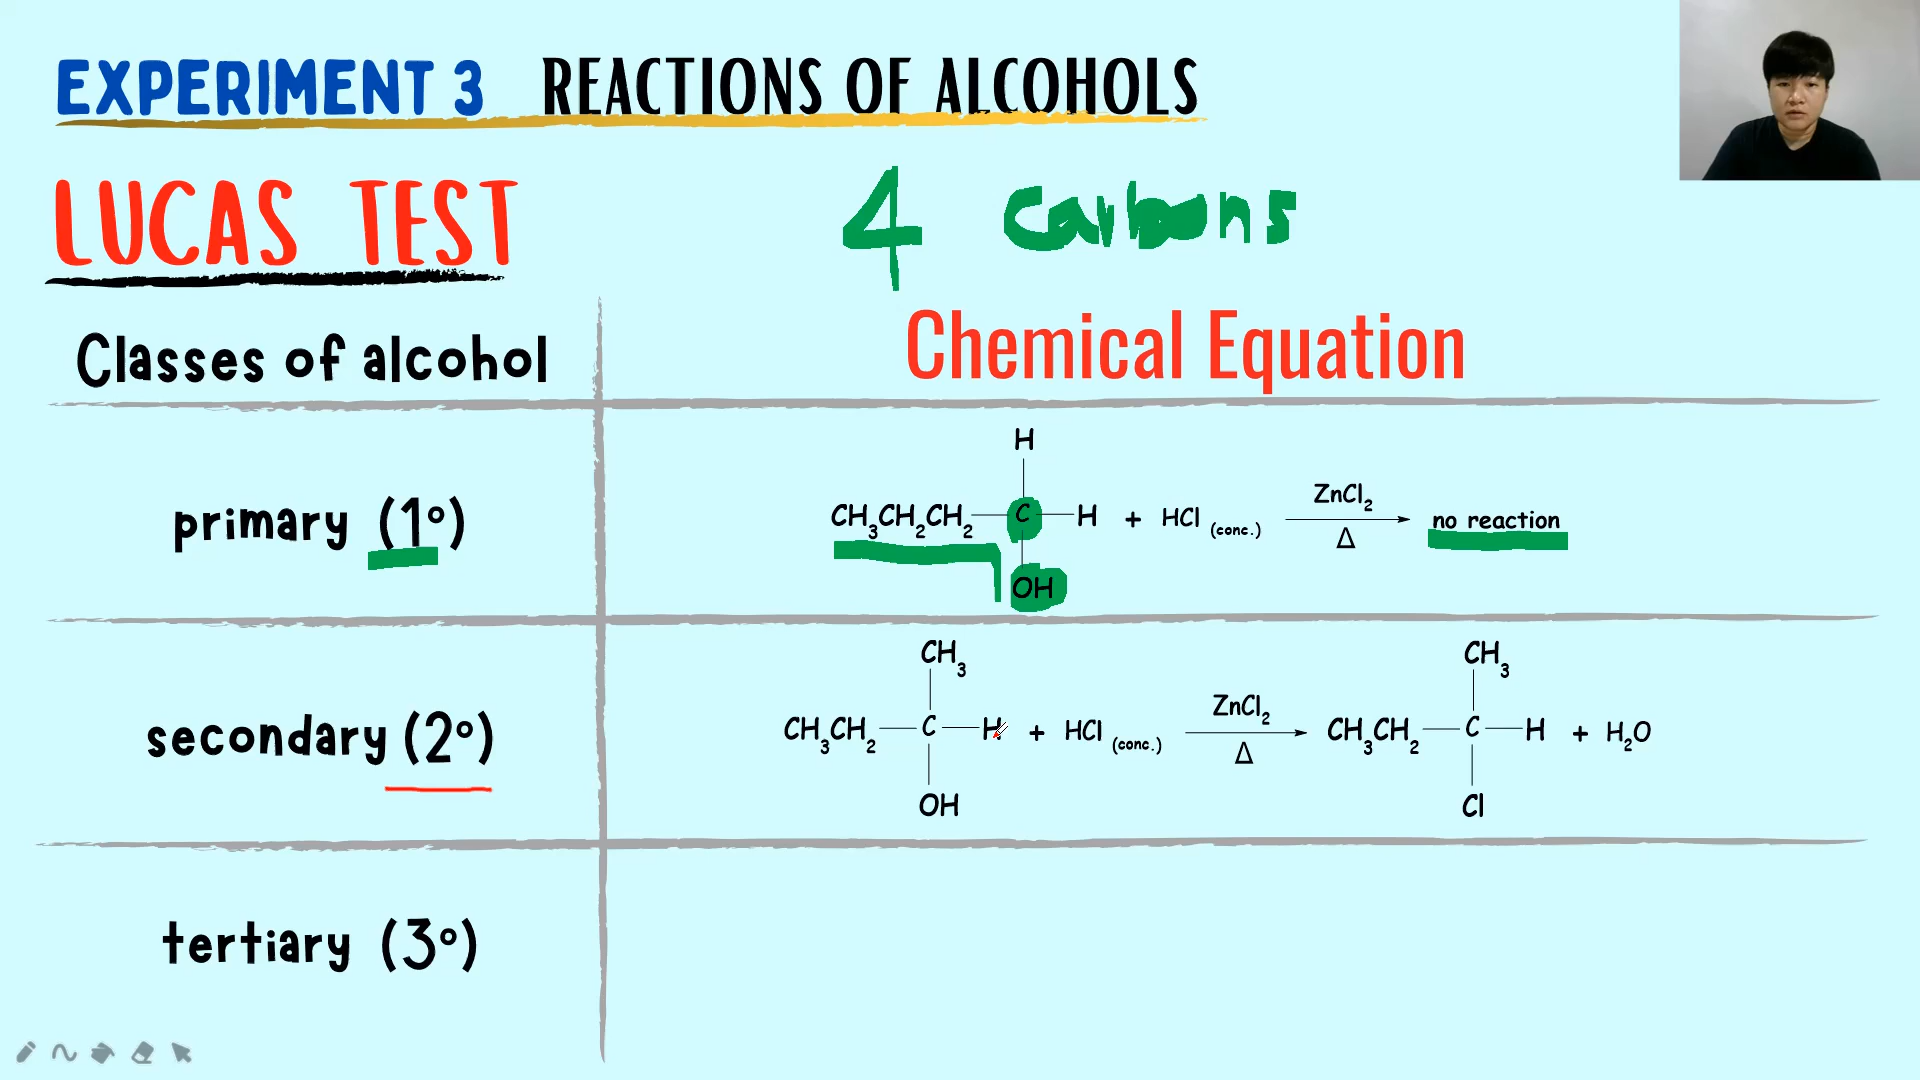 EXPERIMENT 3 REACTIONS OF ALCOHOLS
LUCAS TEST
4 carbons
Classes of alcohol
Chemical Equation
primary (1°)
H
CH₃CH₂CH₂ C H + HCl (conc.) ZnCl₂ Δ no reaction
OH
secondary (2°)
CH₃ CH₃
CH₃CH₂ C H + HCl (conc.) ZnCl₂ Δ CH₃CH₂ C H + H₂O
OH Cl
tertiary (3°)